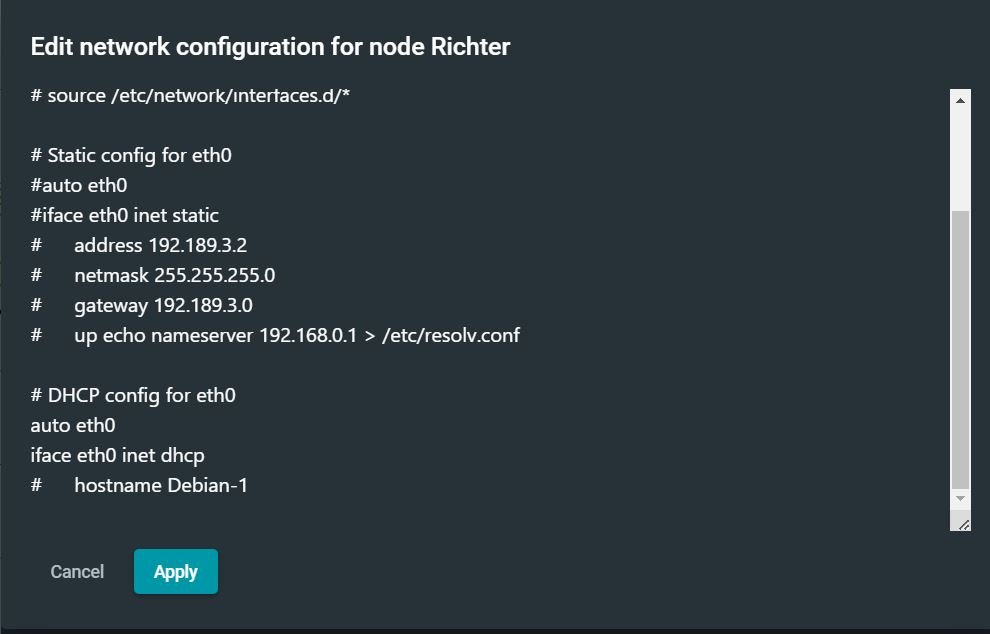 Edit network configuration for node Richter
# source /etc/network/interfaces.d/*
# Static config for eth0
#auto eth0
#iface eth0 inet static
#	address 192.189.3.2
#	netmask 255.255.255.0
#	gateway 192.189.3.0
#	up echo nameserver 192.168.0.1 > /etc/resolv.conf
# DHCP config for eth0
auto eth0
iface eth0 inet dhcp
#	hostname Debian-1
Cancel Apply